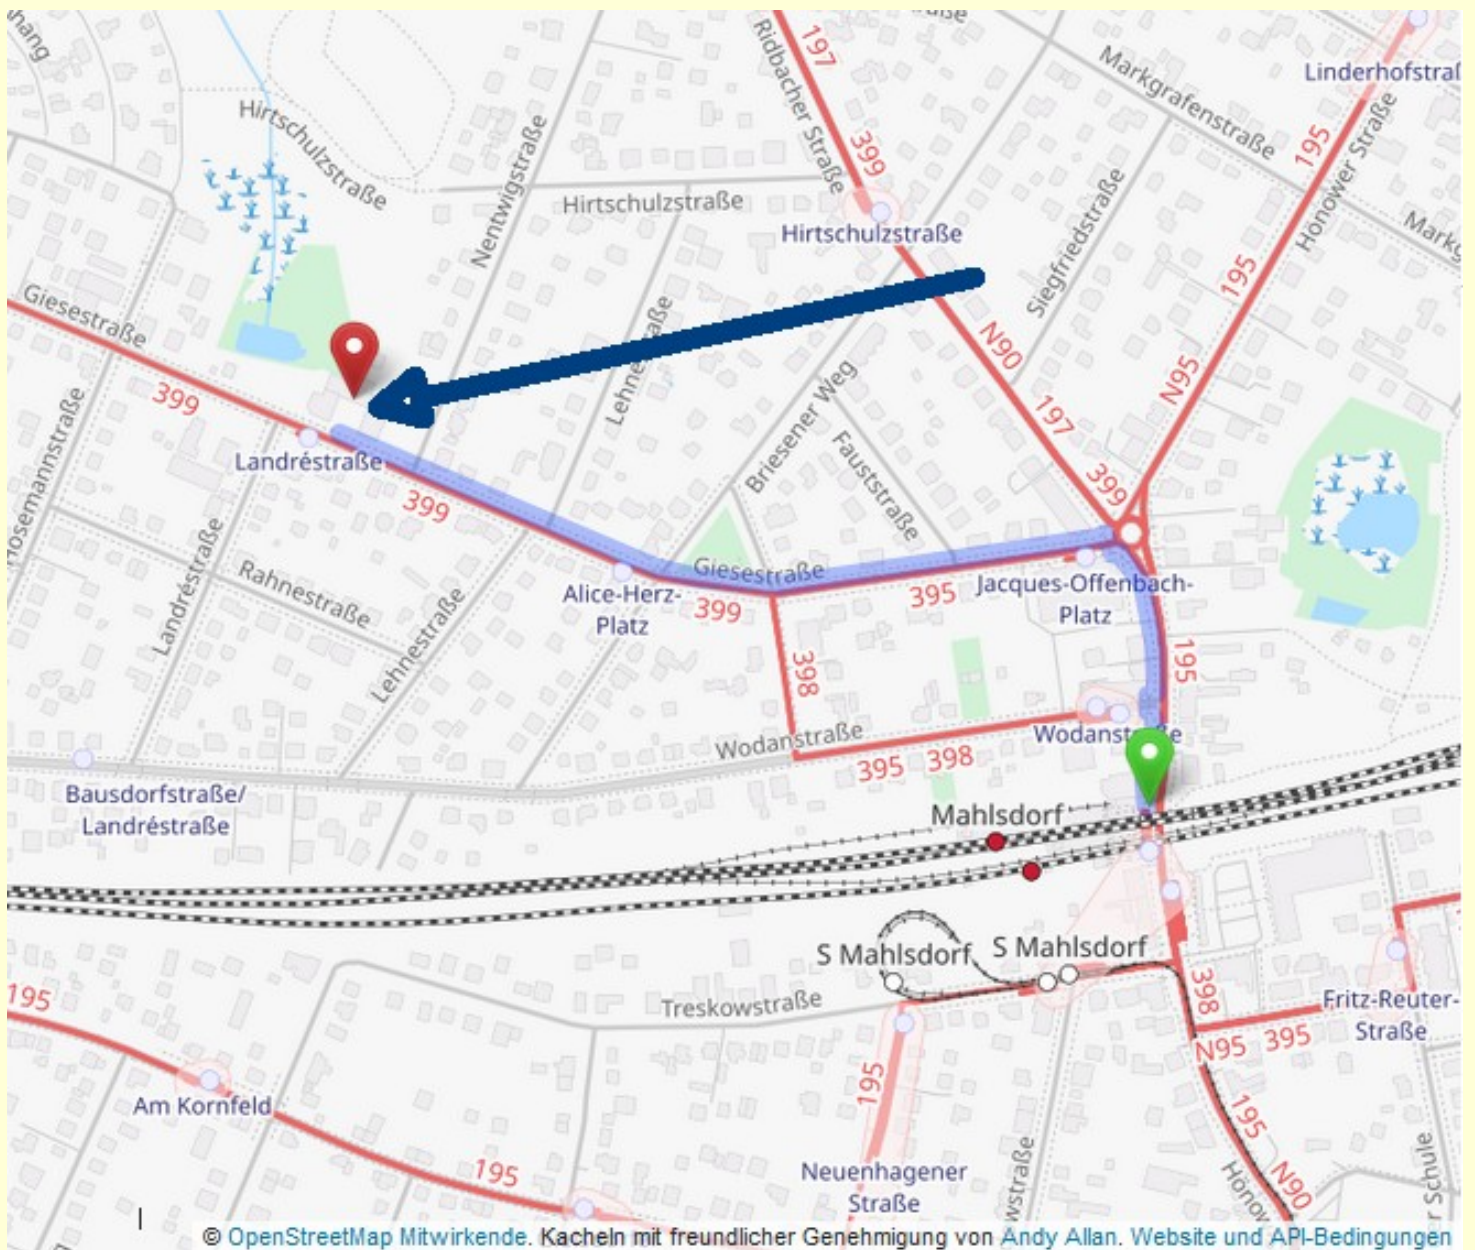 197
Ridbacher Straße
Markgrafenstraße
Linderhofstraß
Hirtschulzstraße
Nentwigstraße
399
195
Hönower Straße
Hirtschulzstraße
Siegfriedstraße
Hirtschulzstraße
Giesestraße
Lehnestraße
195
N90
399
Briesener Weg
197
N95
Fauststraße
Landréstraße
399
399
Landréstraße
Rahnestraße
Giesestraße
Alice-Herz-
Platz
399
395
Jacques-Offenbach-
Platz
Lehnestraße
398
195
Wodanstraße
Wodanstraße
395
398
Bausdorfstraße/
Landréstraße
Mahlsdorf
S Mahlsdorf
S Mahlsdorf
195
Treskowstraße
398
Fritz-Reuter-
Straße
N95
395
Am Kornfeld
195
195
195
N90
Neuenhagener
Straße
© OpenStreetMap Mitwirkende. Kacheln mit freundlicher Genehmigung von Andy Allan. Website und API-Bedingungen